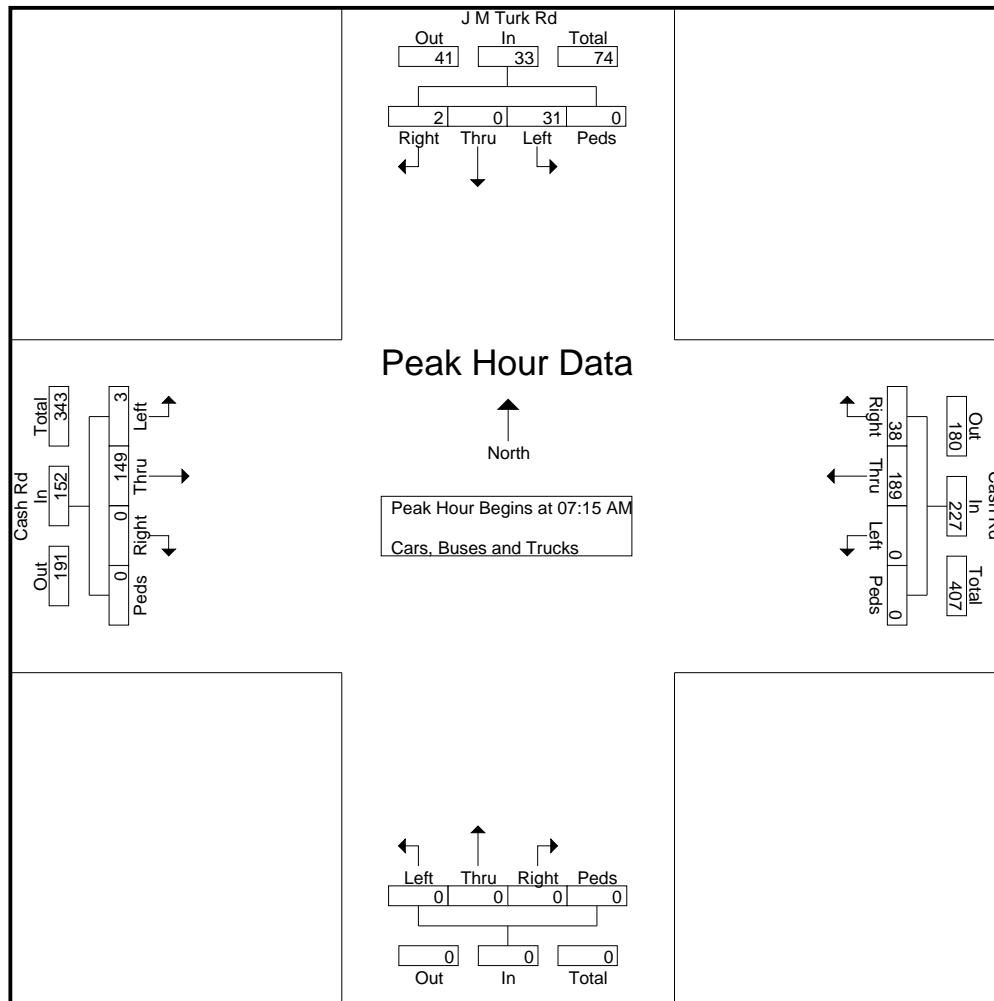 J M Turk Rd
Out In Total
41 33 74
2 0 31 0
Right Thru Left Peds
Peak Hour Data
North
Peak Hour Begins at 07:15 AM
Cars, Buses and Trucks
Cash Rd
Out In Total
191 152 343
3 149 0 0
Left Thru Right Peds
Cash Rd
Out In Total
180 227 407
38 189 0 0
Right Thru Left Peds
Left Thru Right Peds
0 0 0 0
0 0 0
Out In Total